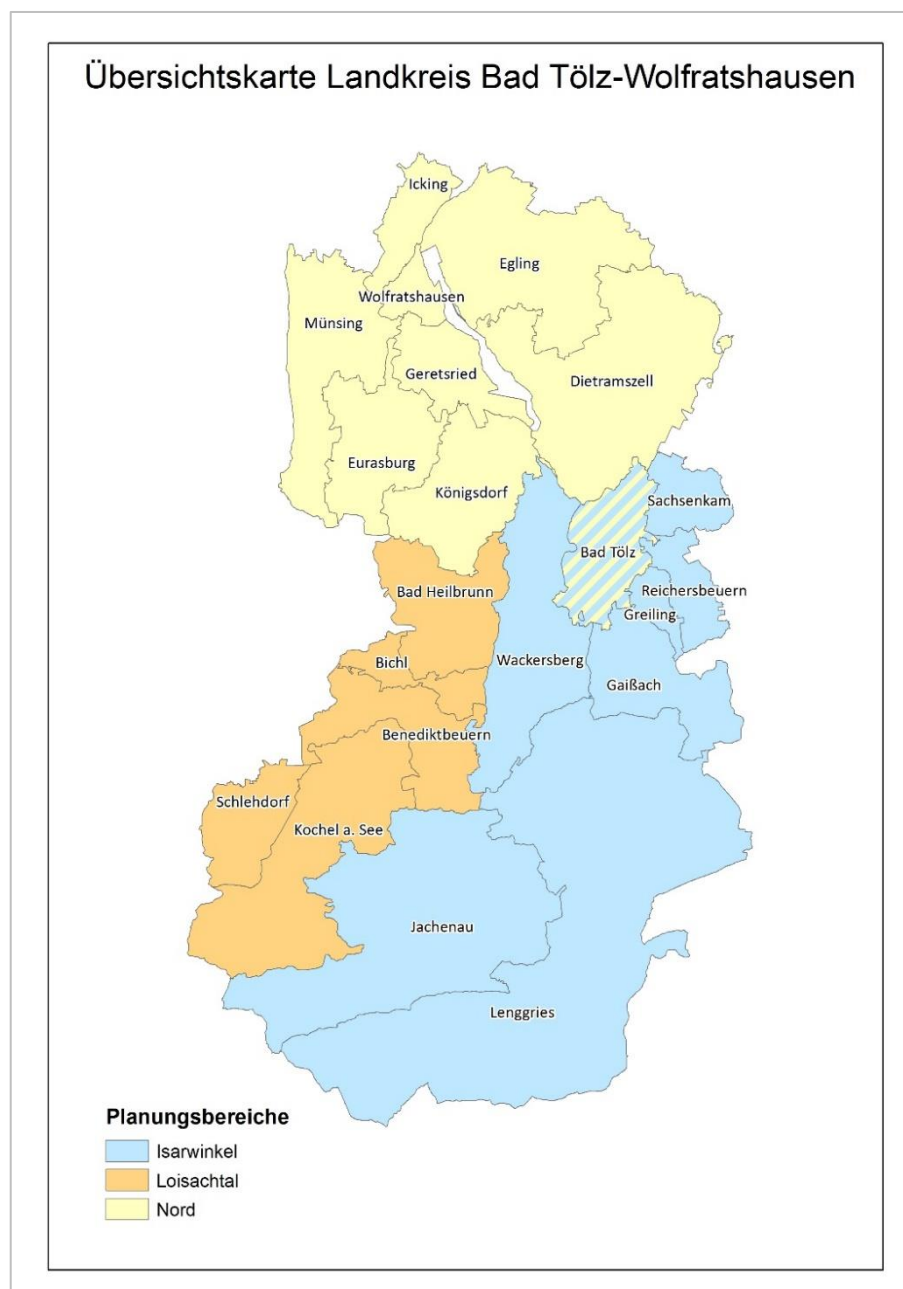 Übersichtskarte Landkreis Bad Tölz-Wolfratshausen
Icking
Egling
Wolfratshausen
Münsing
Geretsried
Dietramszell
Eurasburg
Königsdorf
Sachsenkam
Bad Tölz
Bad Heilbrunn
Reichersbeuern
Greiling
Bichl
Wackersberg
Gaißach
Benediktbeuern
Schlehdorf
Kochel a. See
Jachenau
Lenggries
Planungsbereiche
Isarwinkel
Loisachtal
Nord